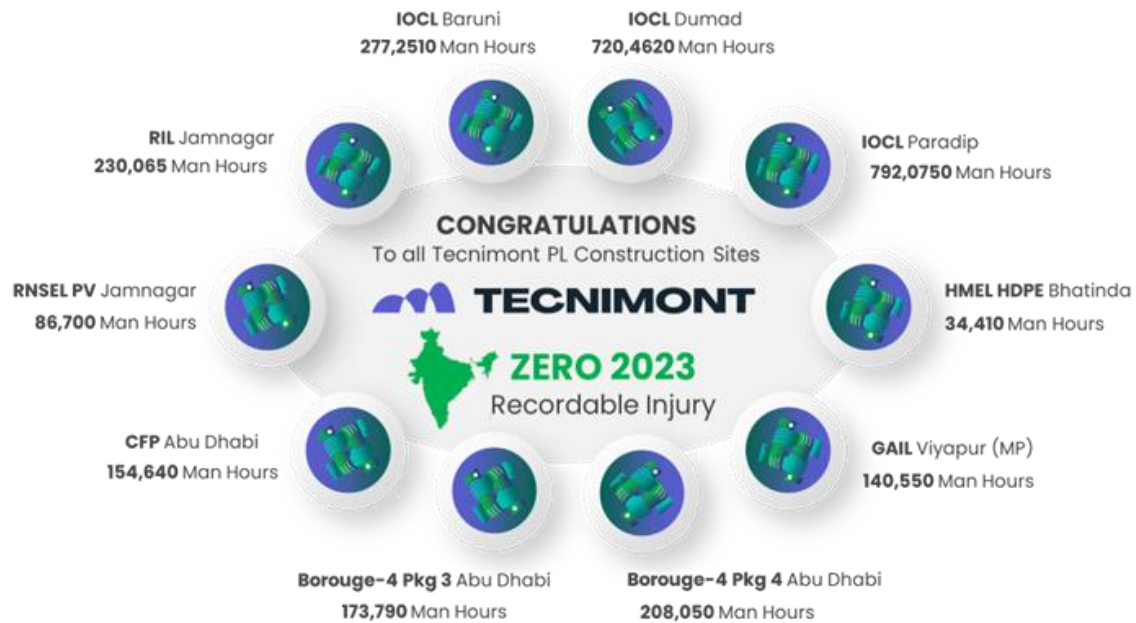 IOCL Baruni
277,2510 Man Hours
IOCL Dumad
720,4620 Man Hours
RIL Jamnagar
230,065 Man Hours
IOCL Paradip
792,0750 Man Hours
CONGRATULATIONS
To all Tecnimont PL Construction Sites
TECNIMONT
RNSEL PV Jamnagar
86,700 Man Hours
HMEL HDPE Bhatinda
34,410 Man Hours
ZERO 2023
Recordable Injury
CFP Abu Dhabi
154,640 Man Hours
GAIL Viyapur (MP)
140,550 Man Hours
Borouge-4 Pkg 3 Abu Dhabi
173,790 Man Hours
Borouge-4 Pkg 4 Abu Dhabi
208,050 Man Hours